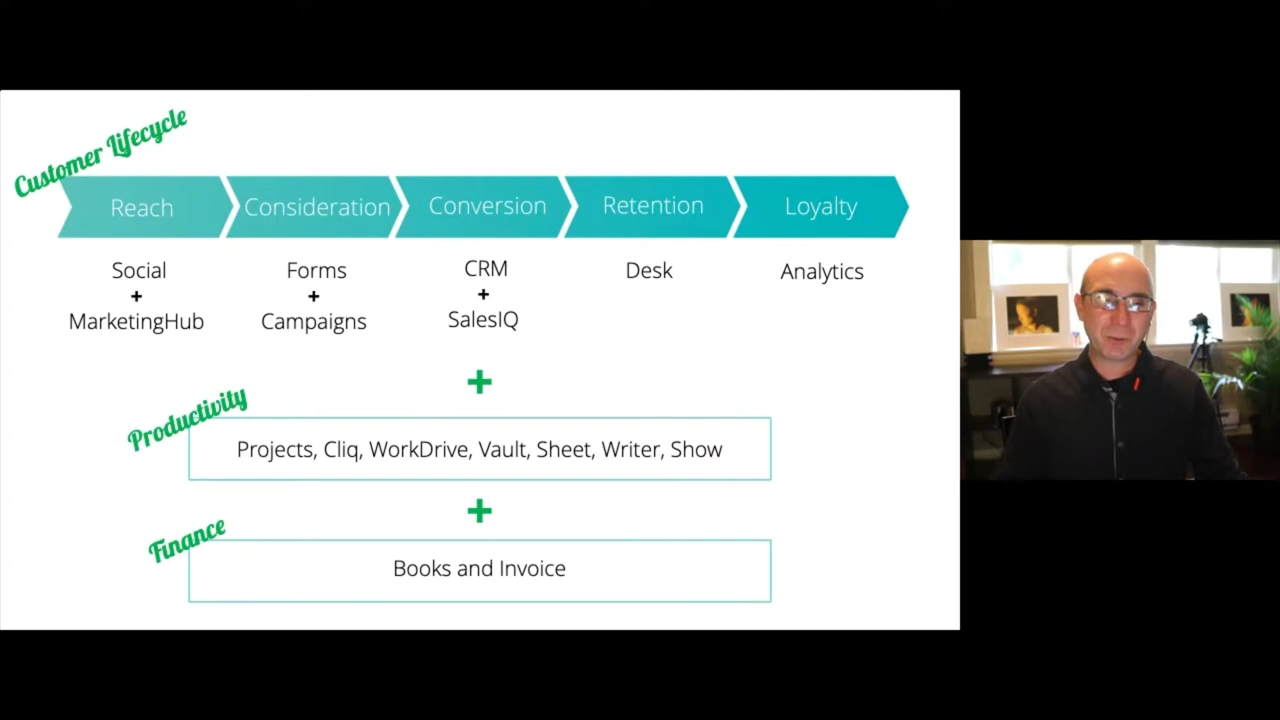 Customer Lifecycle
Reach
Consideration
Conversion
Retention
Loyalty
Social
+
MarketingHub
Forms
+
Campaigns
CRM
+
SalesIQ
Desk
Analytics
+
Productivity
Projects, Cliq, WorkDrive, Vault, Sheet, Writer, Show
+
Finance
Books and Invoice